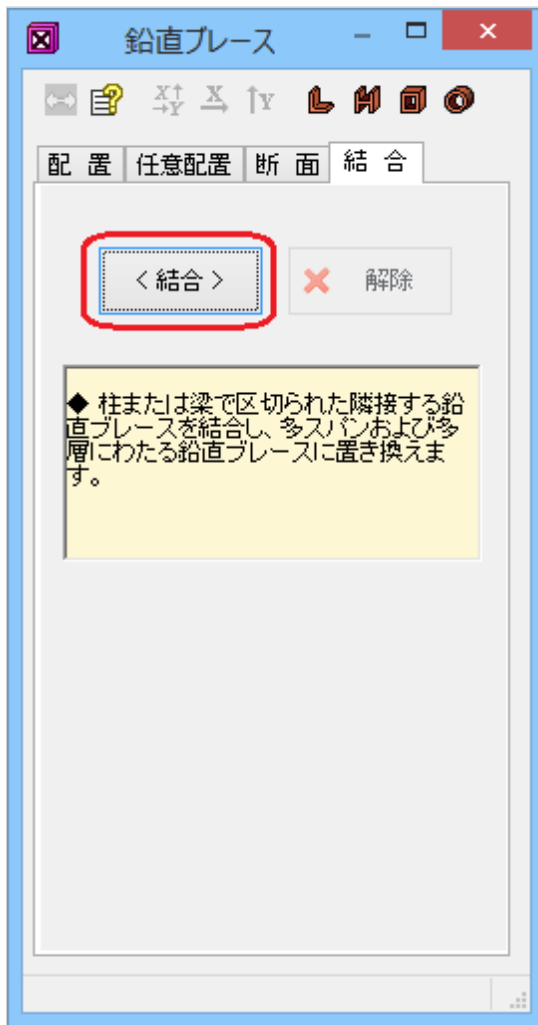 鉛直ブレース
X Y X Y
配 置 任意配置 断 面 結 合
<結合> 解除
◆ 柱または梁で区切られた隣接する鉛
直ブレースを結合し、多スパンおよび多
層にわたる鉛直ブレースに置き換えま
す。